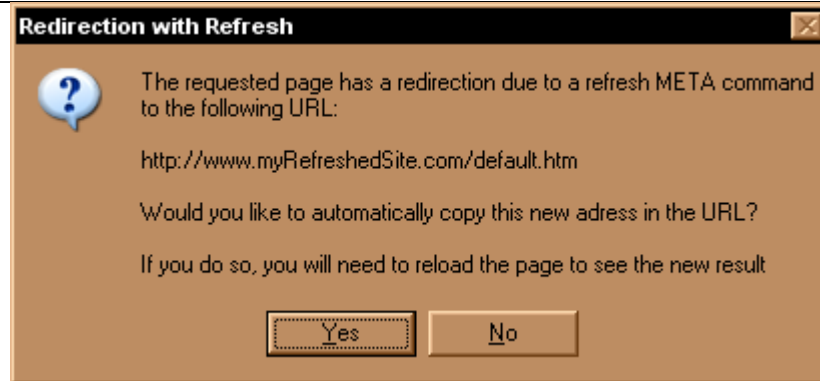 Redirection with Refresh
The requested page has a redirection due to a refresh META command
to the following URL:
http://www.myRefreshedSite.com/default.htm
Would you like to automatically copy this new adress in the URL?
If you do so, you will need to reload the page to see the new result
Yes No